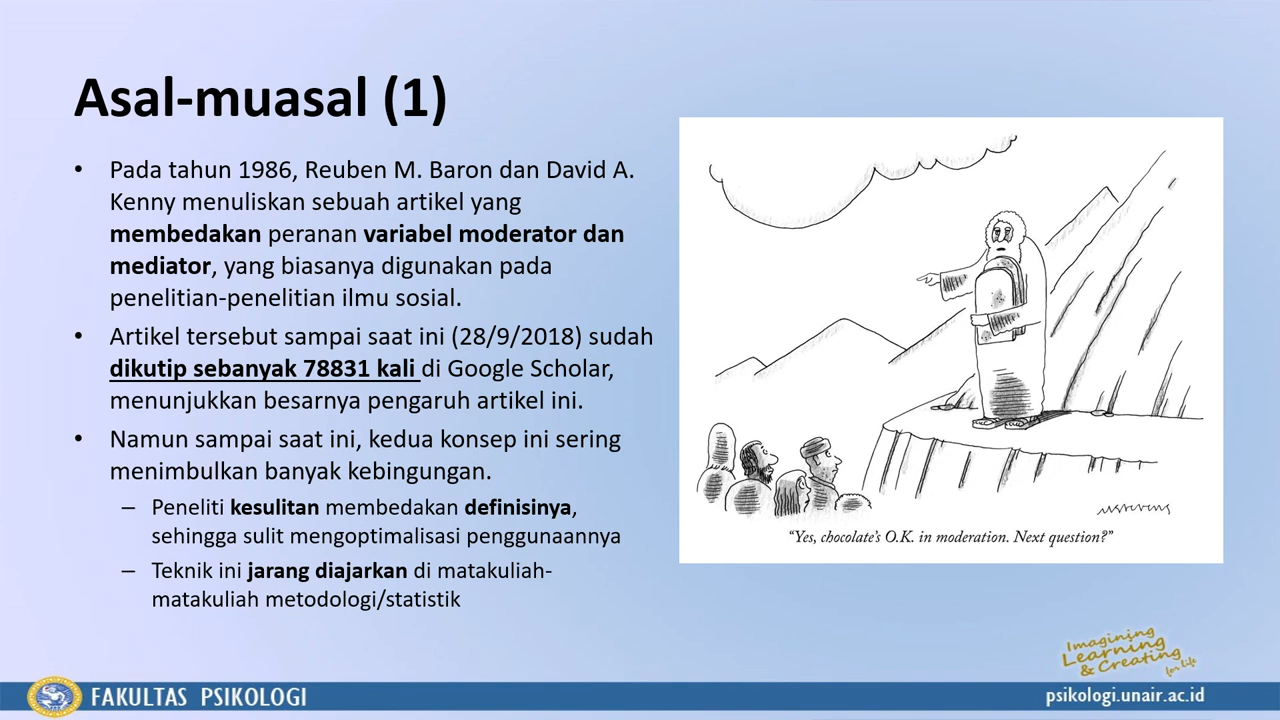 Asal-muasal (1)
• Pada tahun 1986, Reuben M. Baron dan David A.
Kenny menuliskan sebuah artikel yang
membedakan peranan variabel moderator dan
mediator, yang biasanya digunakan pada
penelitian-penelitian ilmu sosial.
• Artikel tersebut sampai saat ini (28/9/2018) sudah
dikutip sebanyak 78831 kali di Google Scholar,
menunjukkan besarnya pengaruh artikel ini.
• Namun sampai saat ini, kedua konsep ini sering
menimbulkan banyak kebingungan.
– Peneliti kesulitan membedakan definisinya,
sehingga sulit mengoptimalisasi penggunaannya
– Teknik ini jarang diajarkan di matakuliah-
matakuliah metodologi/statistik
“Yes, chocolate’s O.K. in moderation. Next question?”
Imagining
Learning
& Creating
for life
FAKULTAS PSIKOLOGI
psikologi.unair.ac.id